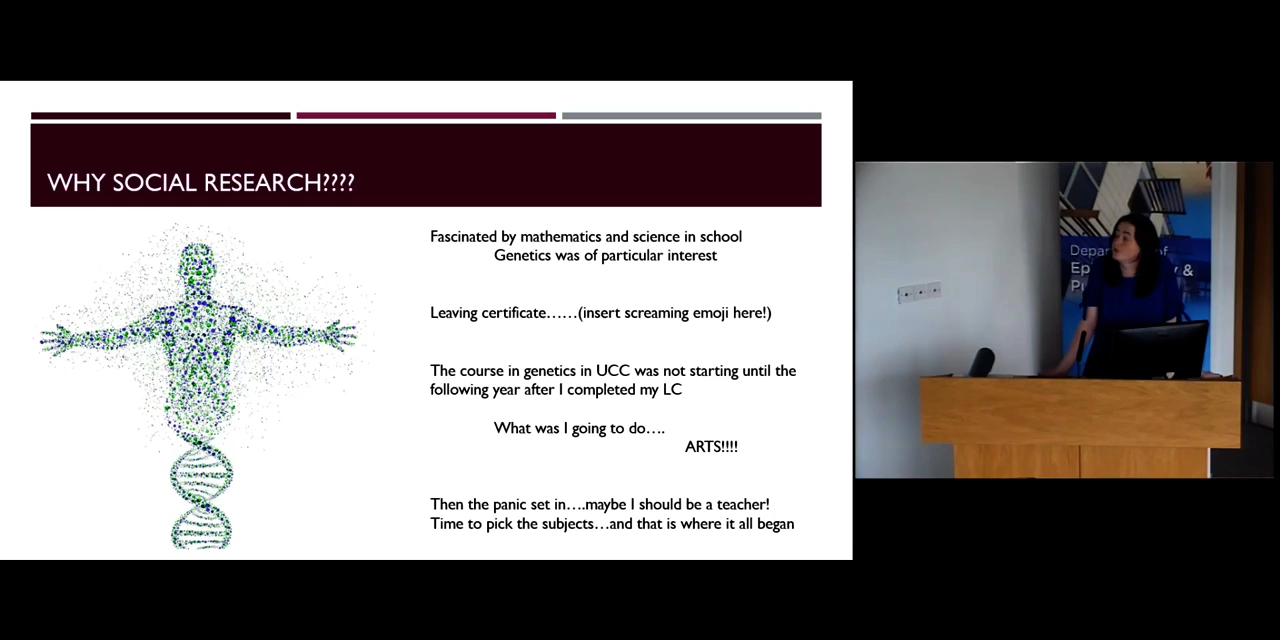 WHY SOCIAL RESEARCH????
Fascinated by mathematics and science in school
Genetics was of particular interest
Leaving certificate……(insert screaming emoji here!)
The course in genetics in UCC was not starting until the
following year after I completed my LC
What was I going to do….
ARTS!!!!
Then the panic set in….maybe I should be a teacher!
Time to pick the subjects…and that is where it all began
of
&